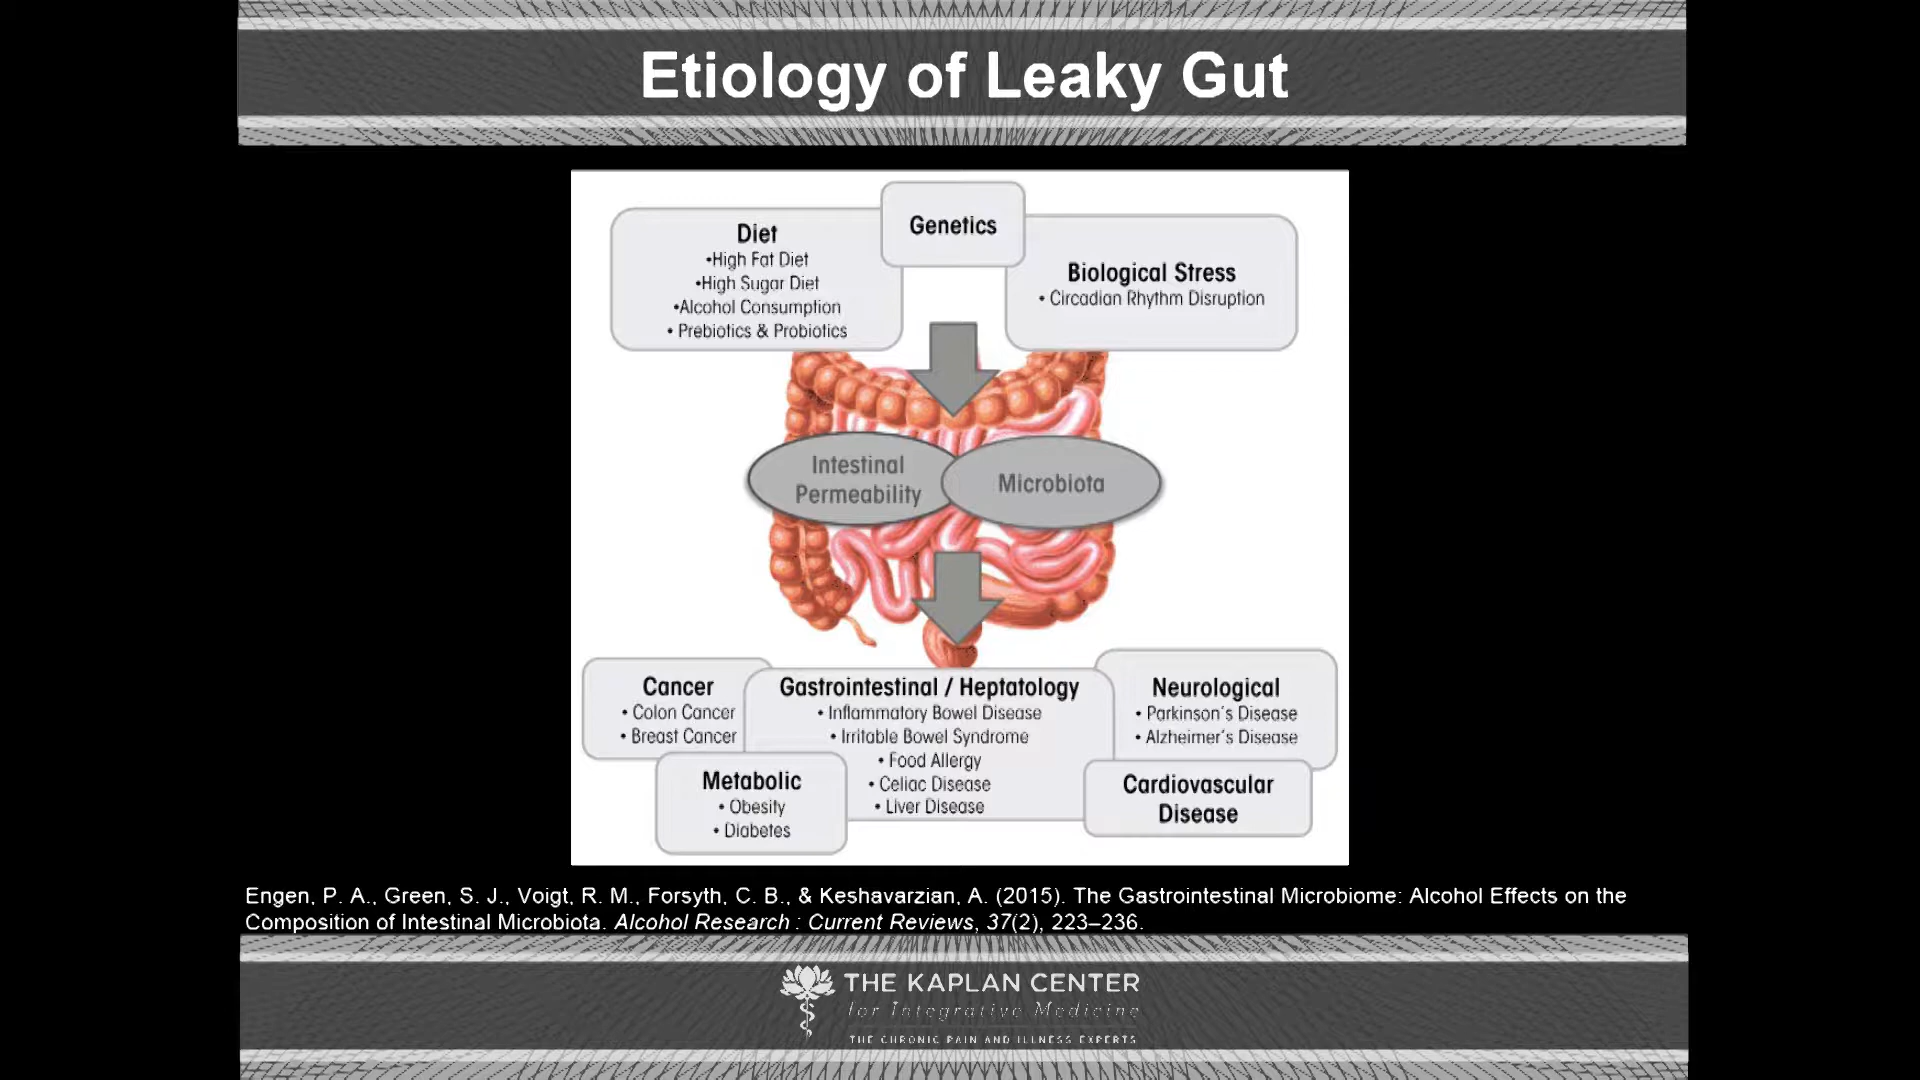 Etiology of Leaky Gut
Genetics
Diet
•High Fat Diet
•High Sugar Diet
•Alcohol Consumption
• Prebiotics & Probiotics
Biological Stress
• Circadian Rhythm Disruption
Intestinal
Permeability
Microbiota
Cancer
• Colon Cancer
• Breast Cancer
Gastrointestinal / Heptatology
• Inflammatory Bowel Disease
• Irritable Bowel Syndrome
• Food Allergy
• Celiac Disease
• Liver Disease
Neurological
• Parkinson's Disease
• Alzheimer's Disease
Metabolic
• Obesity
• Diabetes
Cardiovascular
Disease
Engen, P. A., Green, S. J., Voigt, R. M., Forsyth, C. B., & Keshavarzian, A. (2015). The Gastrointestinal Microbiome: Alcohol Effects on the
Composition of Intestinal Microbiota. Alcohol Research : Current Reviews, 37(2), 223–236.
THE KAPLAN CENTER
for Integrative Medicine
THE CHRONIC PAIN AND ILLNESS EXPERTS